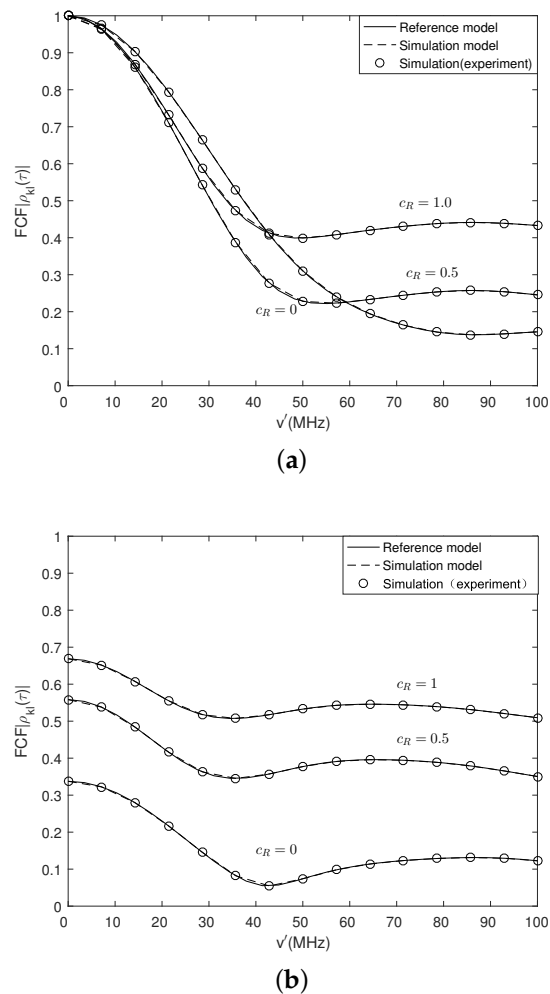 1
0.9
0.8
0.7
0.6
0.5
0.4
0.3
0.2
0.1
0
FCF|ρkl(τ)|
Reference model
Simulation model
Simulation(experiment)
cR = 1.0
cR = 0.5
cR = 0
0 10 20 30 40 50 60 70 80 90 100
v′(MHz)
(a)
1
0.9
0.8
0.7
0.6
0.5
0.4
0.3
0.2
0.1
0
FCF|ρkl(τ)|
Reference model
Simulation model
Simulation（experiment）
cR = 1
cR = 0.5
cR = 0
0 10 20 30 40 50 60 70 80 90 100
v′(MHz)
(b)